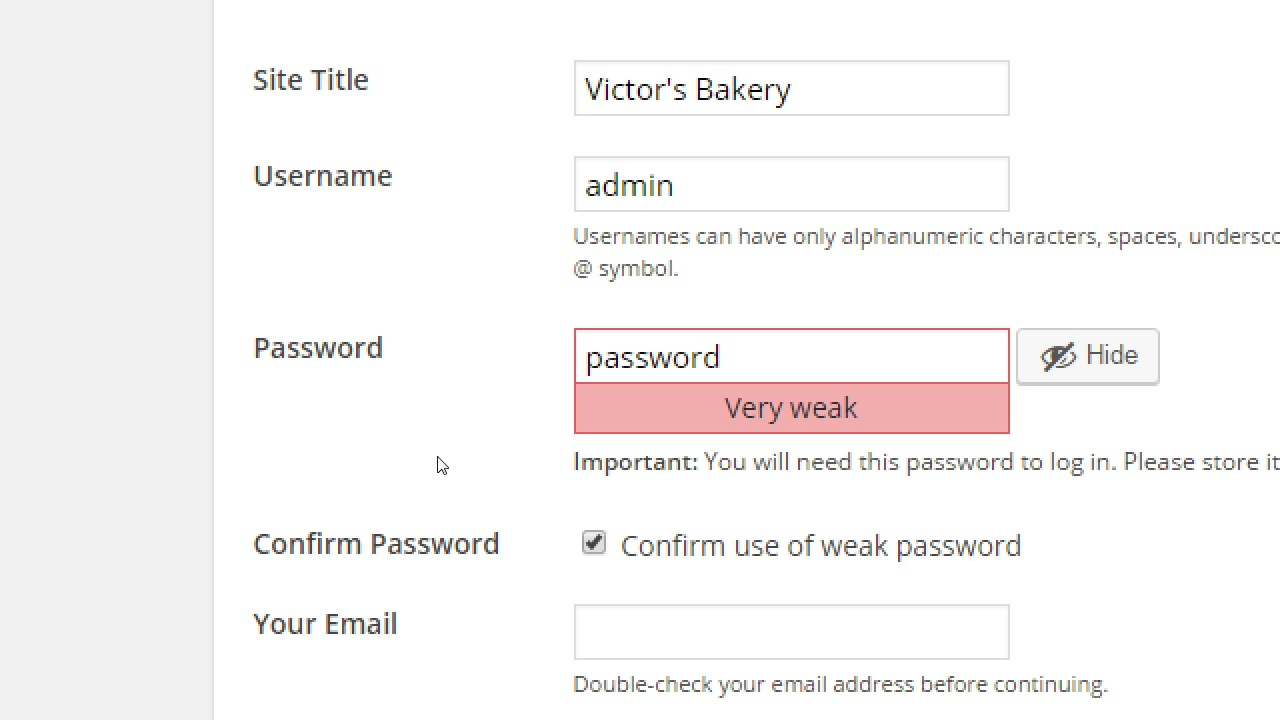 Site Title
Victor's Bakery
Username
admin
Usernames can have only alphanumeric characters, spaces,
@ symbol.
Password
password
Hide
Very weak
Important: You will need this password to log in. Please store it
Confirm Password
Confirm use of weak password
Your Email
Double-check your email address before continuing.